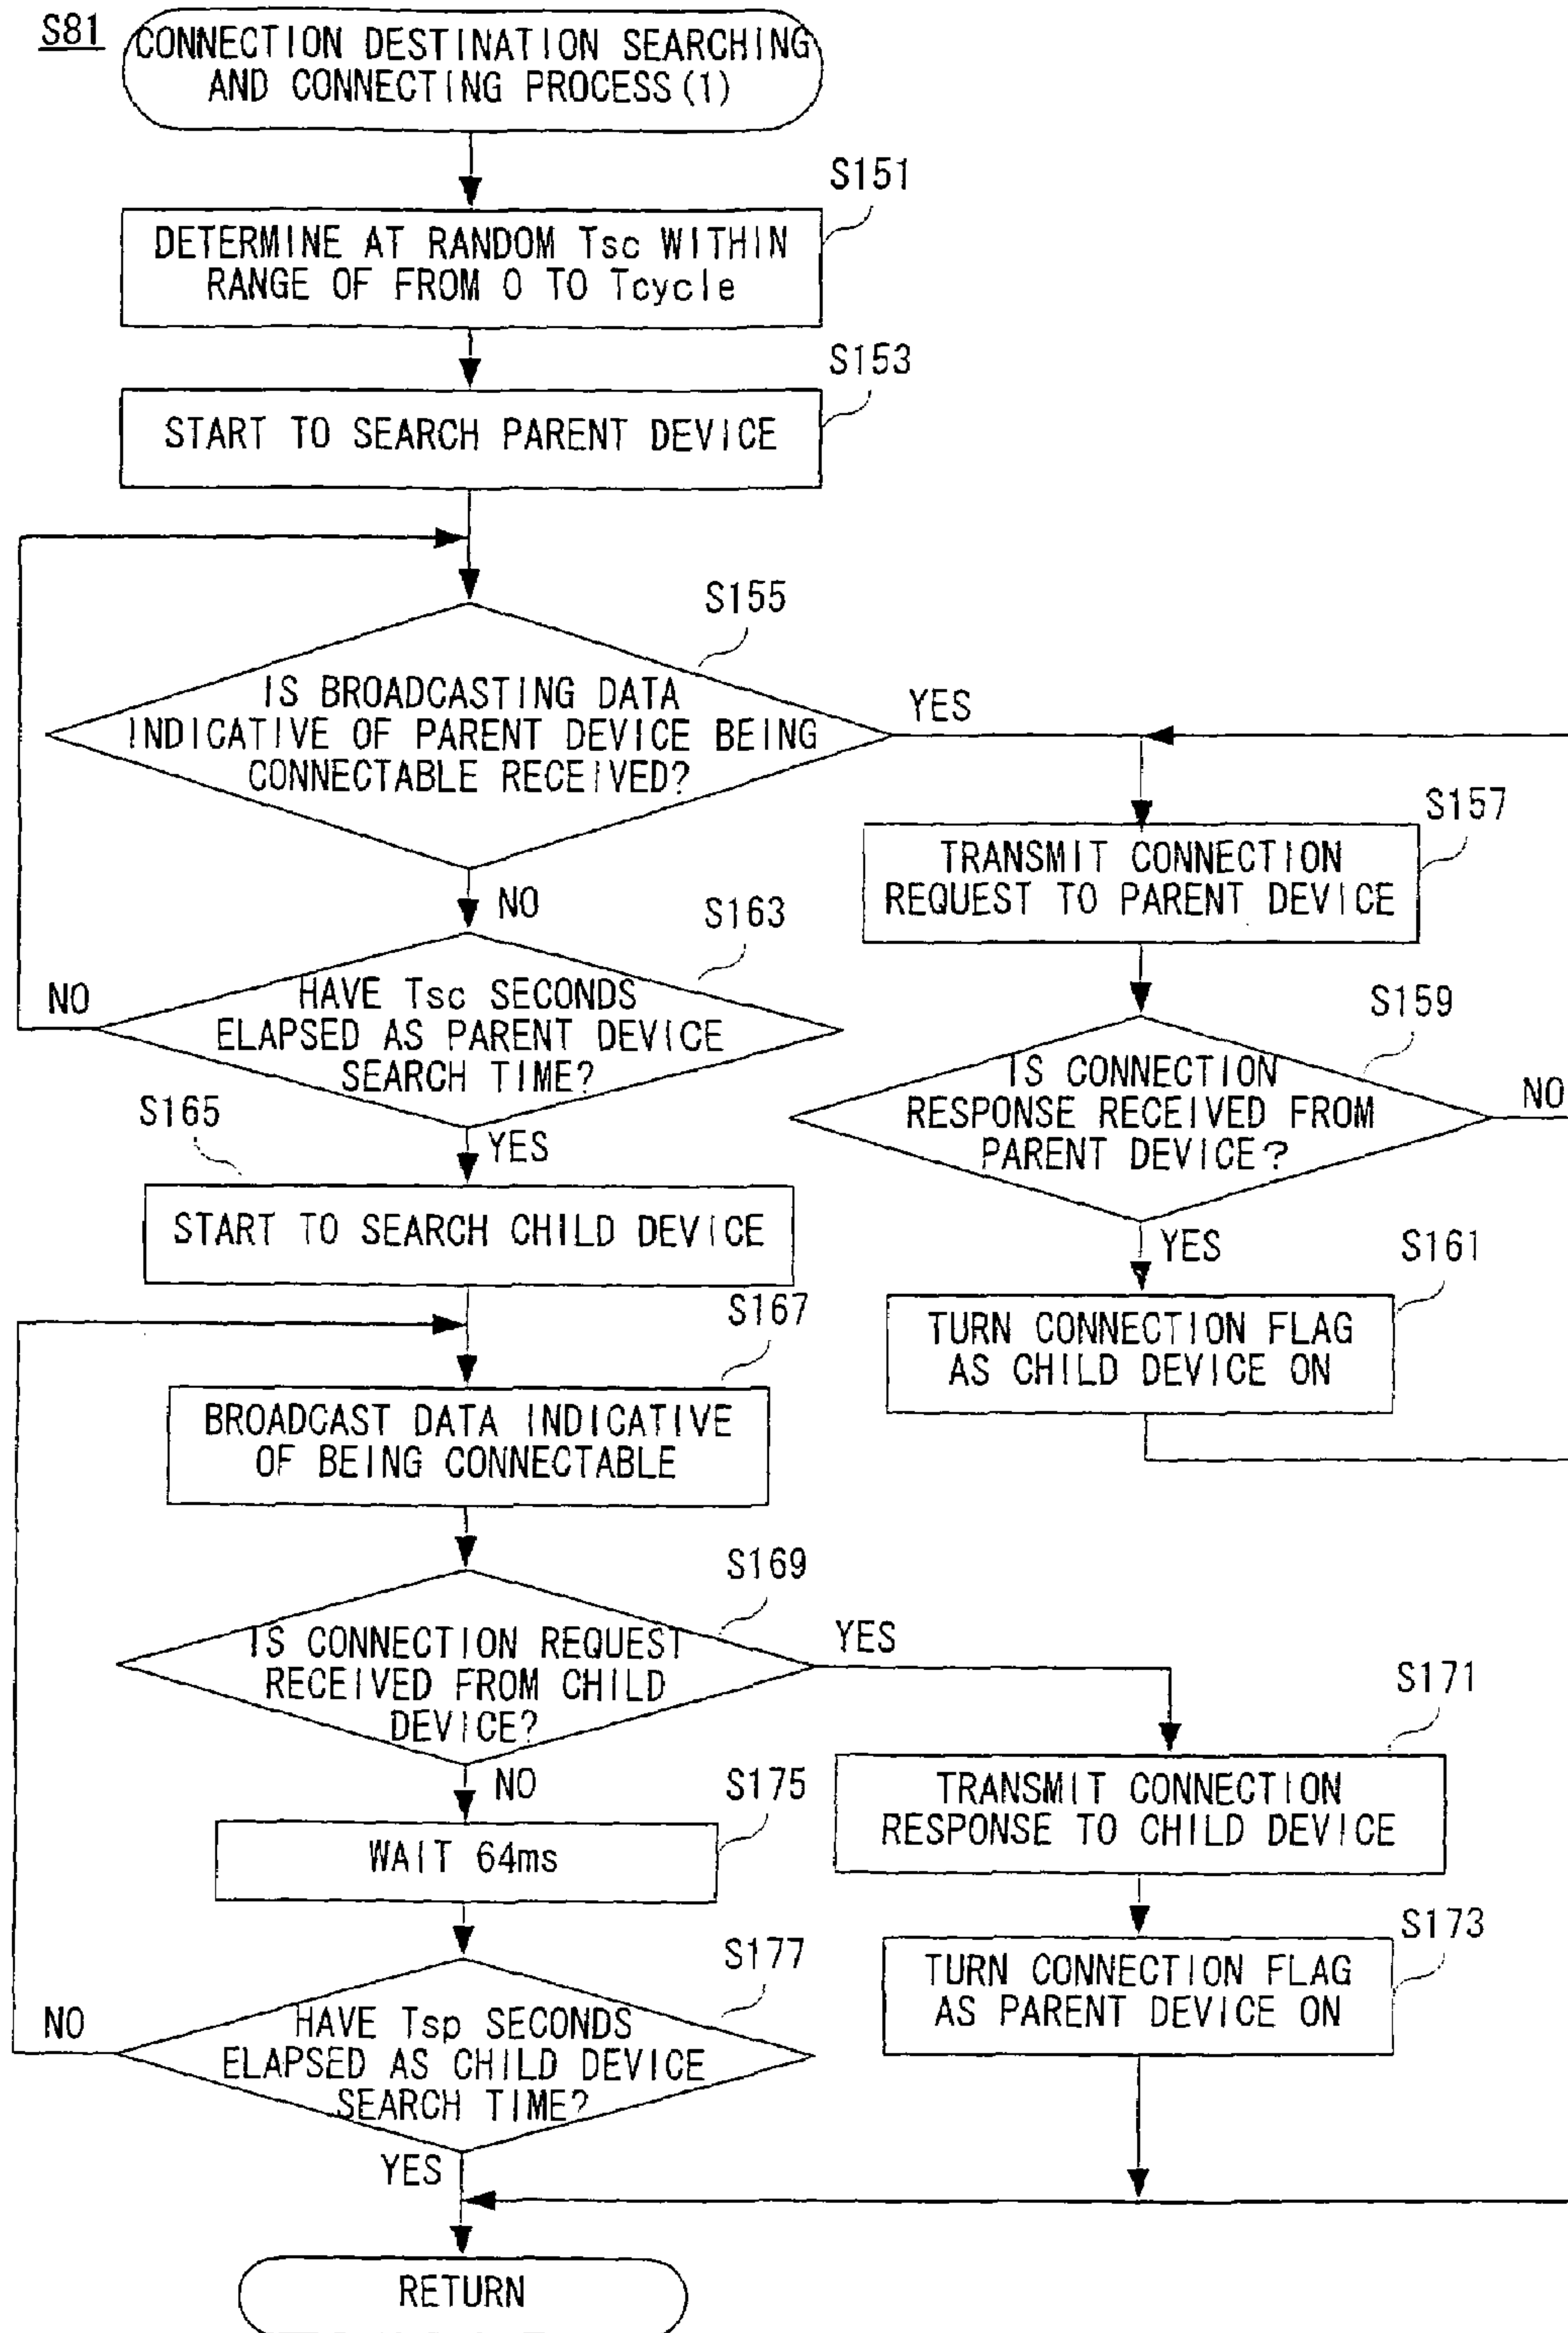 S81
CONNECTION DESTINATION SEARCHING
AND CONNECTING PROCESS(1)
S151
DETERMINE AT RANDOM Tsc WITHIN
RANGE OF FROM 0 TO Tcycle
S153
START TO SEARCH PARENT DEVICE
S155
IS BROADCASTING DATA
INDICATIVE OF PARENT DEVICE BEING
CONNECTABLE RECEIVED?
YES
S157
TRANSMIT CONNECTION
REQUEST TO PARENT DEVICE
NO
S163
HAVE Tsc SECONDS
ELAPSED AS PARENT DEVICE
SEARCH TIME?
NO
S159
IS CONNECTION
RESPONSE RECEIVED FROM
PARENT DEVICE?
NO
S165
YES
START TO SEARCH CHILD DEVICE
YES
S161
TURN CONNECTION FLAG
AS CHILD DEVICE ON
S167
BROADCAST DATA INDICATIVE
OF BEING CONNECTABLE
S169
IS CONNECTION REQUEST
RECEIVED FROM CHILD
DEVICE?
YES
S171
TRANSMIT CONNECTION
RESPONSE TO CHILD DEVICE
NO
S175
WAIT 64ms
S173
TURN CONNECTION FLAG
AS PARENT DEVICE ON
S177
HAVE Tsp SECONDS
ELAPSED AS CHILD DEVICE
SEARCH TIME?
NO
YES
RETURN